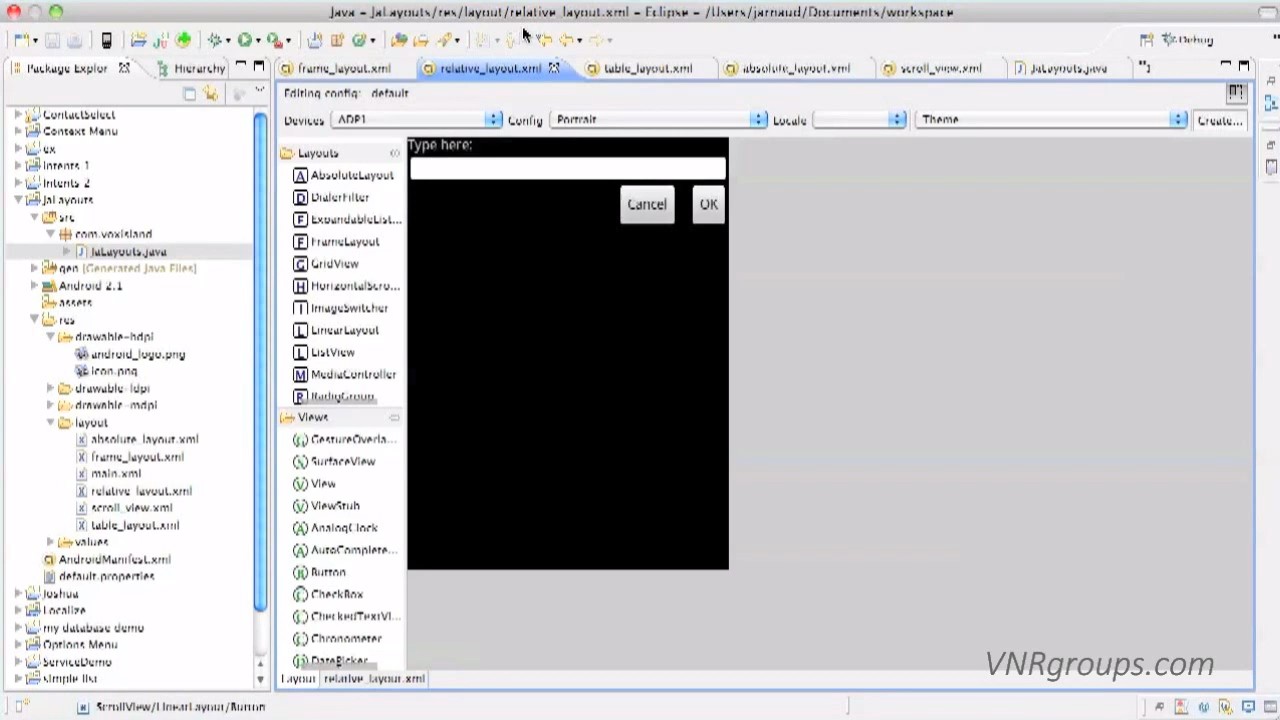 Java - JaLayouts/res/layout/relative_layout.xml - Eclipse - /Users/jarnaud/Documents/workspace
Debug
Package Explor
Hierarchy
frame_layout.xml
relative_layout.xml
table_layout.xml
absolute_layout.xml
scroll_view.xml
JaLayouts.java
"1
Editing config: default
Devices
ADP1
Config
Portrait
Locale
Theme
Create...
ContactSelect
Context Menu
ex
Intents 1
Intents 2
JaLayouts
src
com.voxisland
JaLayouts.java
gen [Generated Java Files]
Android 2.1
assets
res
drawable-hdpi
android_logo.png
icon.png
drawable-ldpi
drawable-mdpi
layout
absolute_layout.xml
frame_layout.xml
main.xml
relative_layout.xml
scroll_view.xml
table_layout.xml
values
AndroidManifest.xml
default.properties
Joshua
Localize
my database demo
Options Menu
ServiceDemo
simple list
Layouts
AbsoluteLayout
DialerFilter
ExpandableList...
FrameLayout
GridView
HorizontalScro...
ImageSwitcher
LinearLayout
ListView
MediaController
RadioGroup
Views
GestureOverla...
SurfaceView
View
ViewStub
AnalogClock
AutoComplete...
Button
CheckBox
CheckedTextVi...
Chronometer
DatePicker
Type here:
Cancel
OK
Layout
relative_layout.xml
VNRgroups.com
ScrollView/LinearLayout/Button